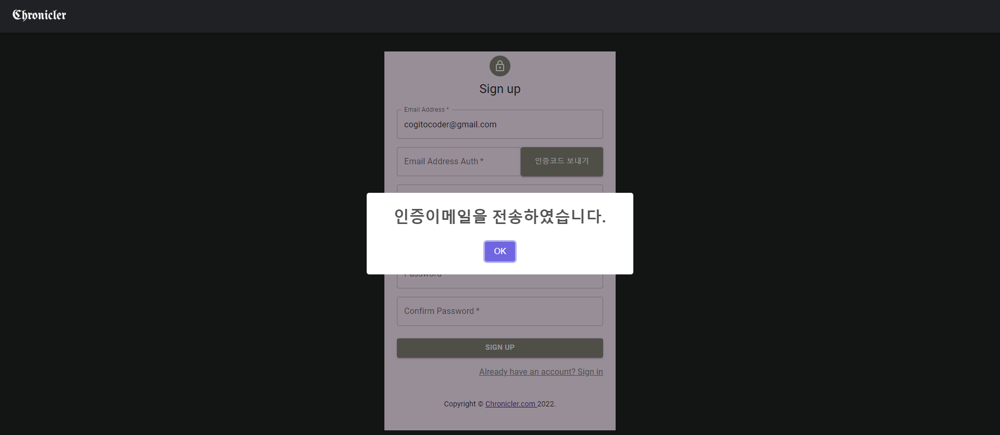 Chronicler
Sign up
Email Address *
cogitocoder@gmail.com
Email Address Auth *
인증코드 보내기
인증이메일을 전송하였습니다.
OK
Password
Confirm Password *
SIGN UP
Already have an account? Sign in
Copyright © Chronicler.com 2022.